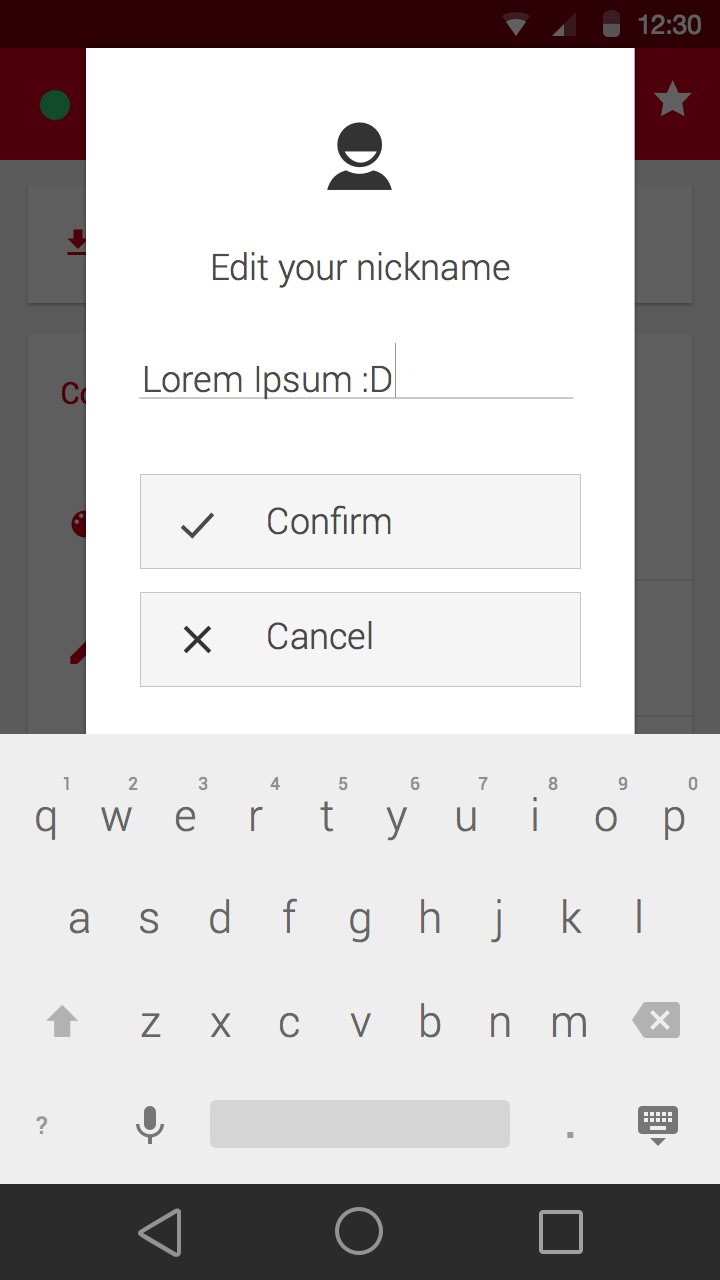 12:30
Edit your nickname
Lorem Ipsum :D
Co
Confirm
Cancel
1 2 3 4 5 6 7 8 9 0
q w e r t y u i o p
a s d f g h j k l
z x c v b n m
? .